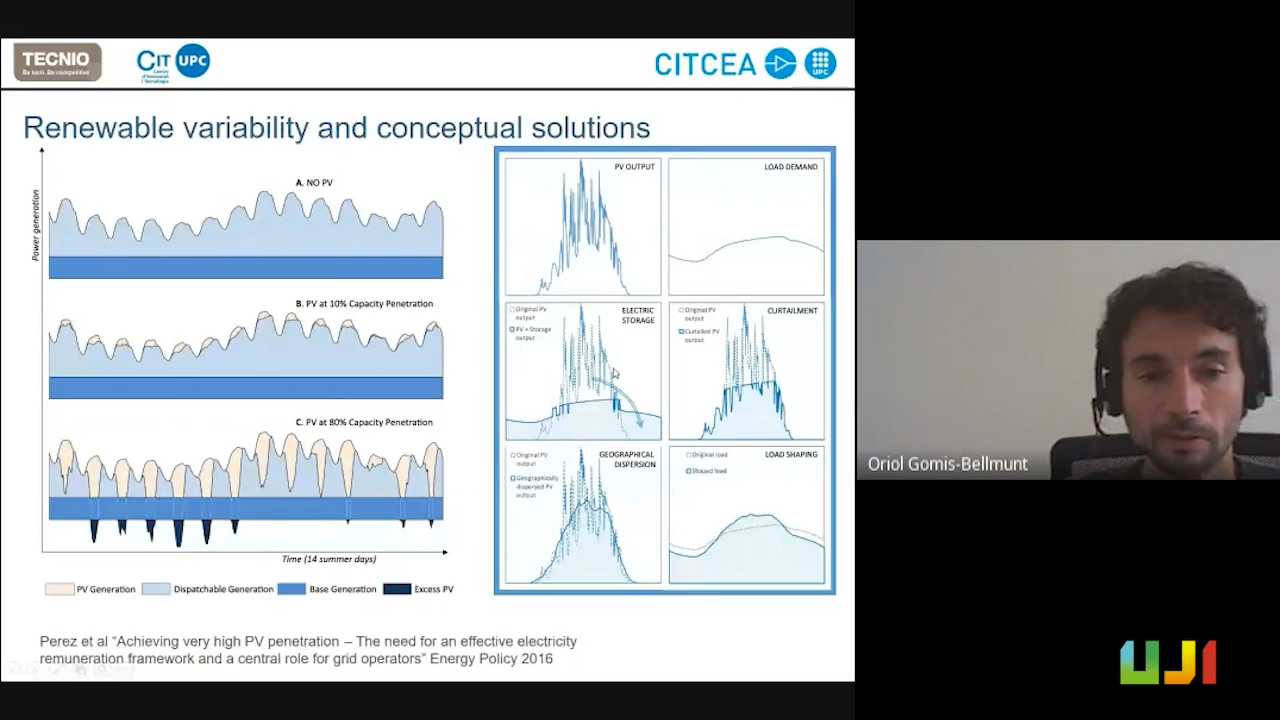 TECNIO
Be tech. Be competitive
CIT
UPC
CITCEA
UPC
Renewable variability and conceptual solutions
Power generation
A. NO PV
B. PV at 10% Capacity Penetration
C. PV at 80% Capacity Penetration
Time (14 summer days)
PV Generation
Dispatchable Generation
Base Generation
Excess PV
PV OUTPUT
LOAD DEMAND
Original PV
output
PV + Storage
output
ELECTRIC
STORAGE
Original PV
output
Curtailed PV
output
CURTAILMENT
Original PV
output
Geographically
dispersed PV
output
GEOGRAPHICAL
DISPERSION
Original load
Shaped load
LOAD SHAPING
Perez et al “Achieving very high PV penetration – The need for an effective electricity
remuneration framework and a central role for grid operators” Energy Policy 2016
Oriol Gomis-Bellmunt
UJI